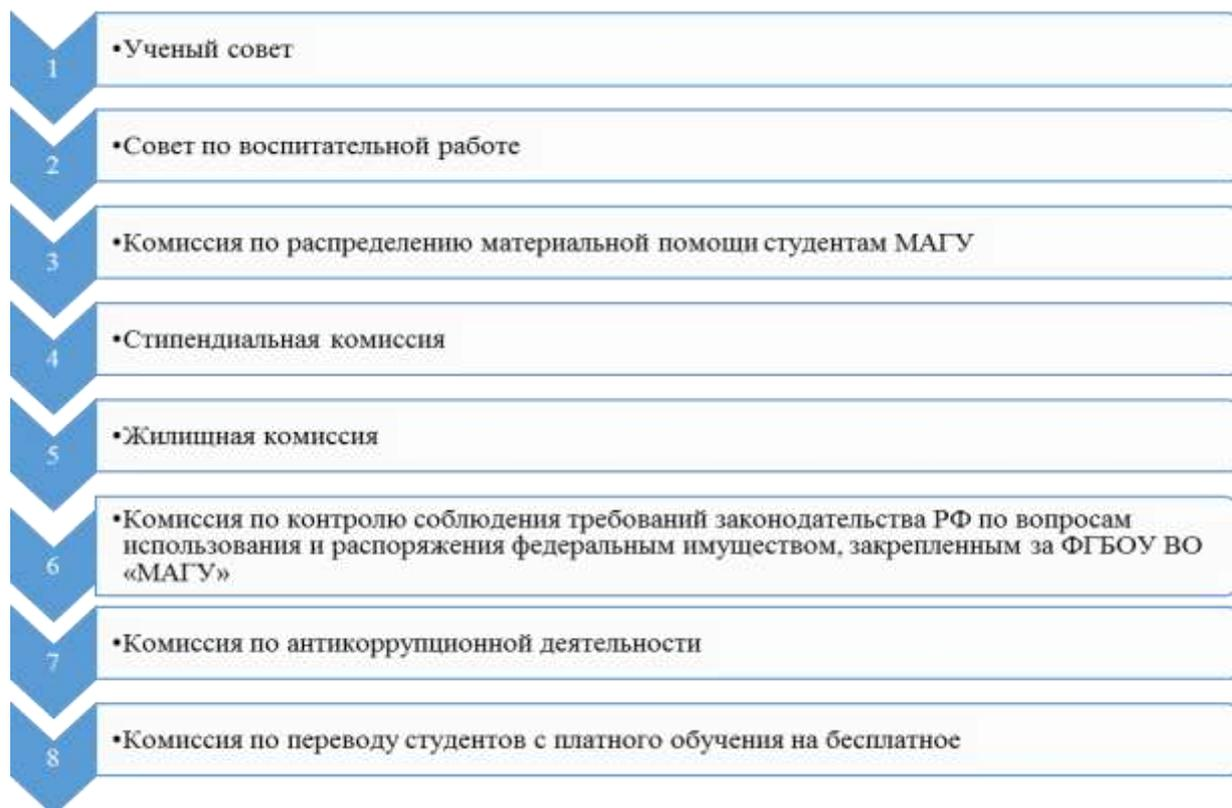 1
•Ученый совет
2
•Совет по воспитательной работе
3
•Комиссия по распределению материальной помощи студентам МАГУ
4
•Стипендиальная комиссия
5
•Жилищная комиссия
6
•Комиссия по контролю соблюдения требований законодательства РФ по вопросам
использования и распоряжения федеральным имуществом, закрепленным за ФГБОУ ВО
«МАГУ»
7
•Комиссия по антикоррупционной деятельности
8
•Комиссия по переводу студентов с платного обучения на бесплатное